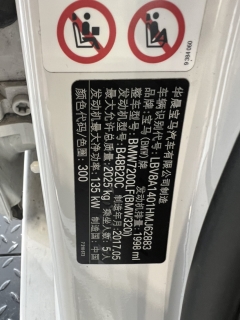 华晨宝马汽车有限公司制造
车辆识别代号: LBV8A1401HMJ62883
品牌: 宝马(BMW)牌 制造国: 中国
整车型号: BMW7200LA1(BMW320i) 乘坐人数: 5人
发动机型号: B48B20C 制造年月: 2017.05
最大允许总质量: 2025 kg 发动机排量: 1998 ml
发动机最大净功率: 135 kW
颜色代码/色圈: 300